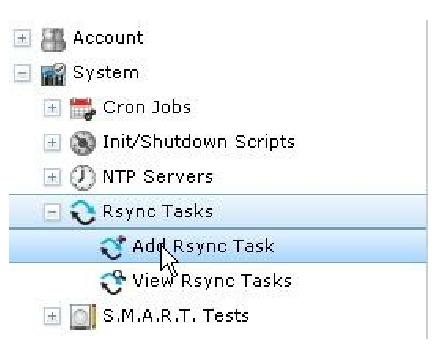 Account
System
Cron Jobs
Init/Shutdown Scripts
NTP Servers
Rsync Tasks
Add Rsync Task
View Rsync Tasks
S.M.A.R.T. Tests